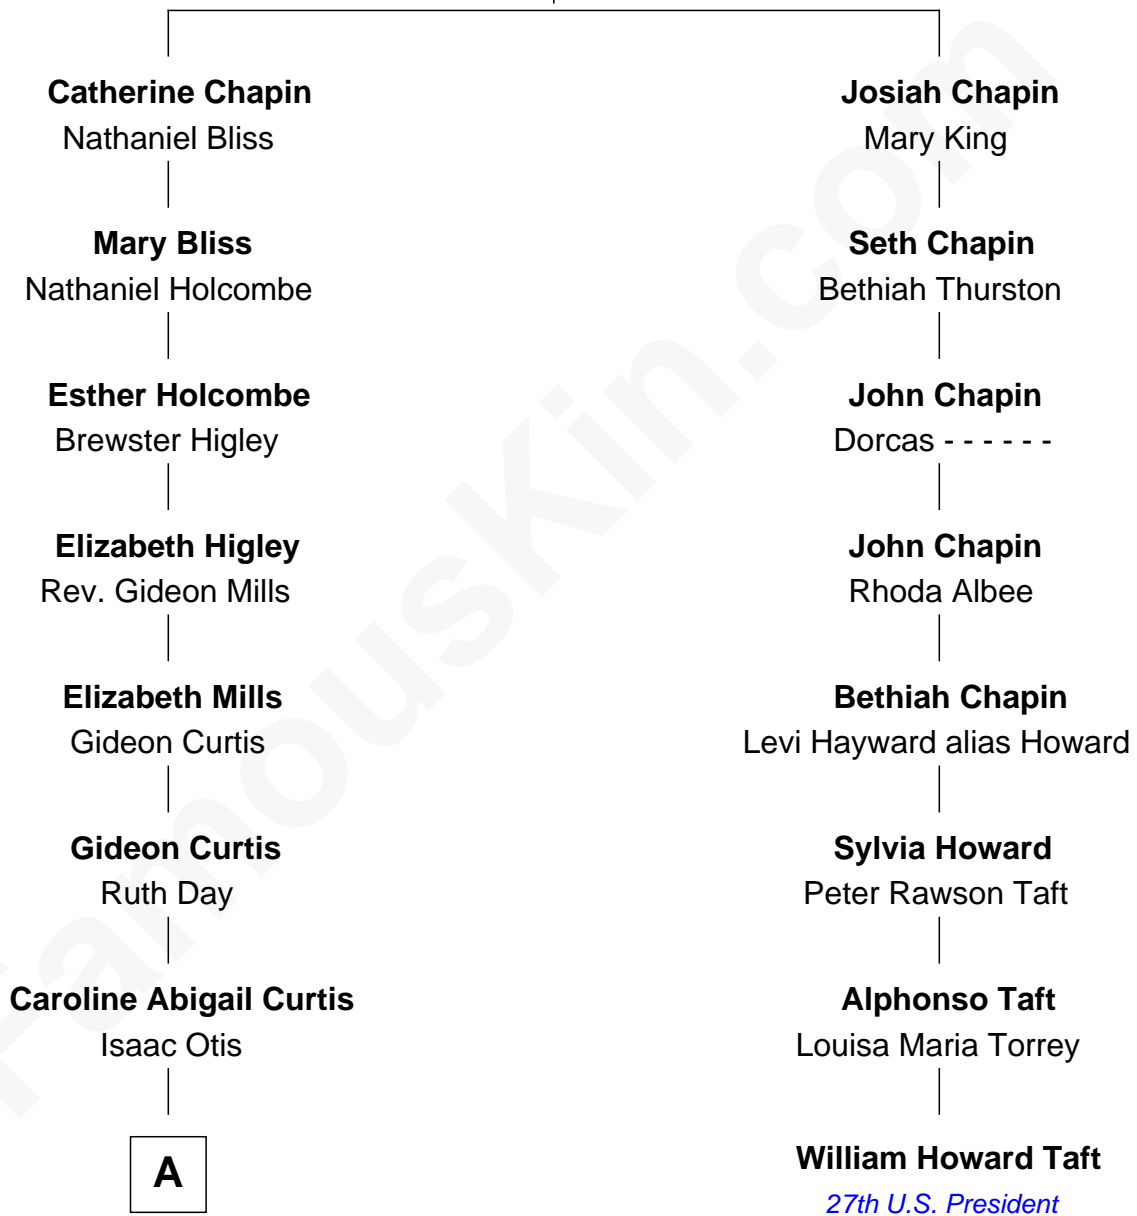 Catherine Chapin
Nathaniel Bliss
Mary Bliss
Nathaniel Holcombe
Esther Holcombe
Brewster Higley
Elizabeth Higley
Rev. Gideon Mills
Elizabeth Mills
Gideon Curtis
Gideon Curtis
Ruth Day
Caroline Abigail Curtis
Isaac Otis
A
Josiah Chapin
Mary King
Seth Chapin
Bethiah Thurston
John Chapin
Dorcas - - - - - -
John Chapin
Rhoda Albee
Bethiah Chapin
Levi Hayward alias Howard
Sylvia Howard
Peter Rawson Taft
Alphonso Taft
Louisa Maria Torrey
William Howard Taft
27th U.S. President
FamousKin.com